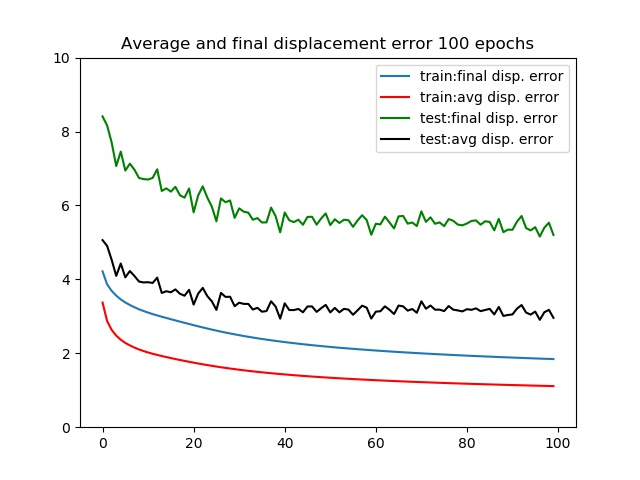 Average and final displacement error 100 epochs
10
8
6
4
2
0
train:final disp. error
train:avg disp. error
test:final disp. error
test:avg disp. error
0 20 40 60 80 100